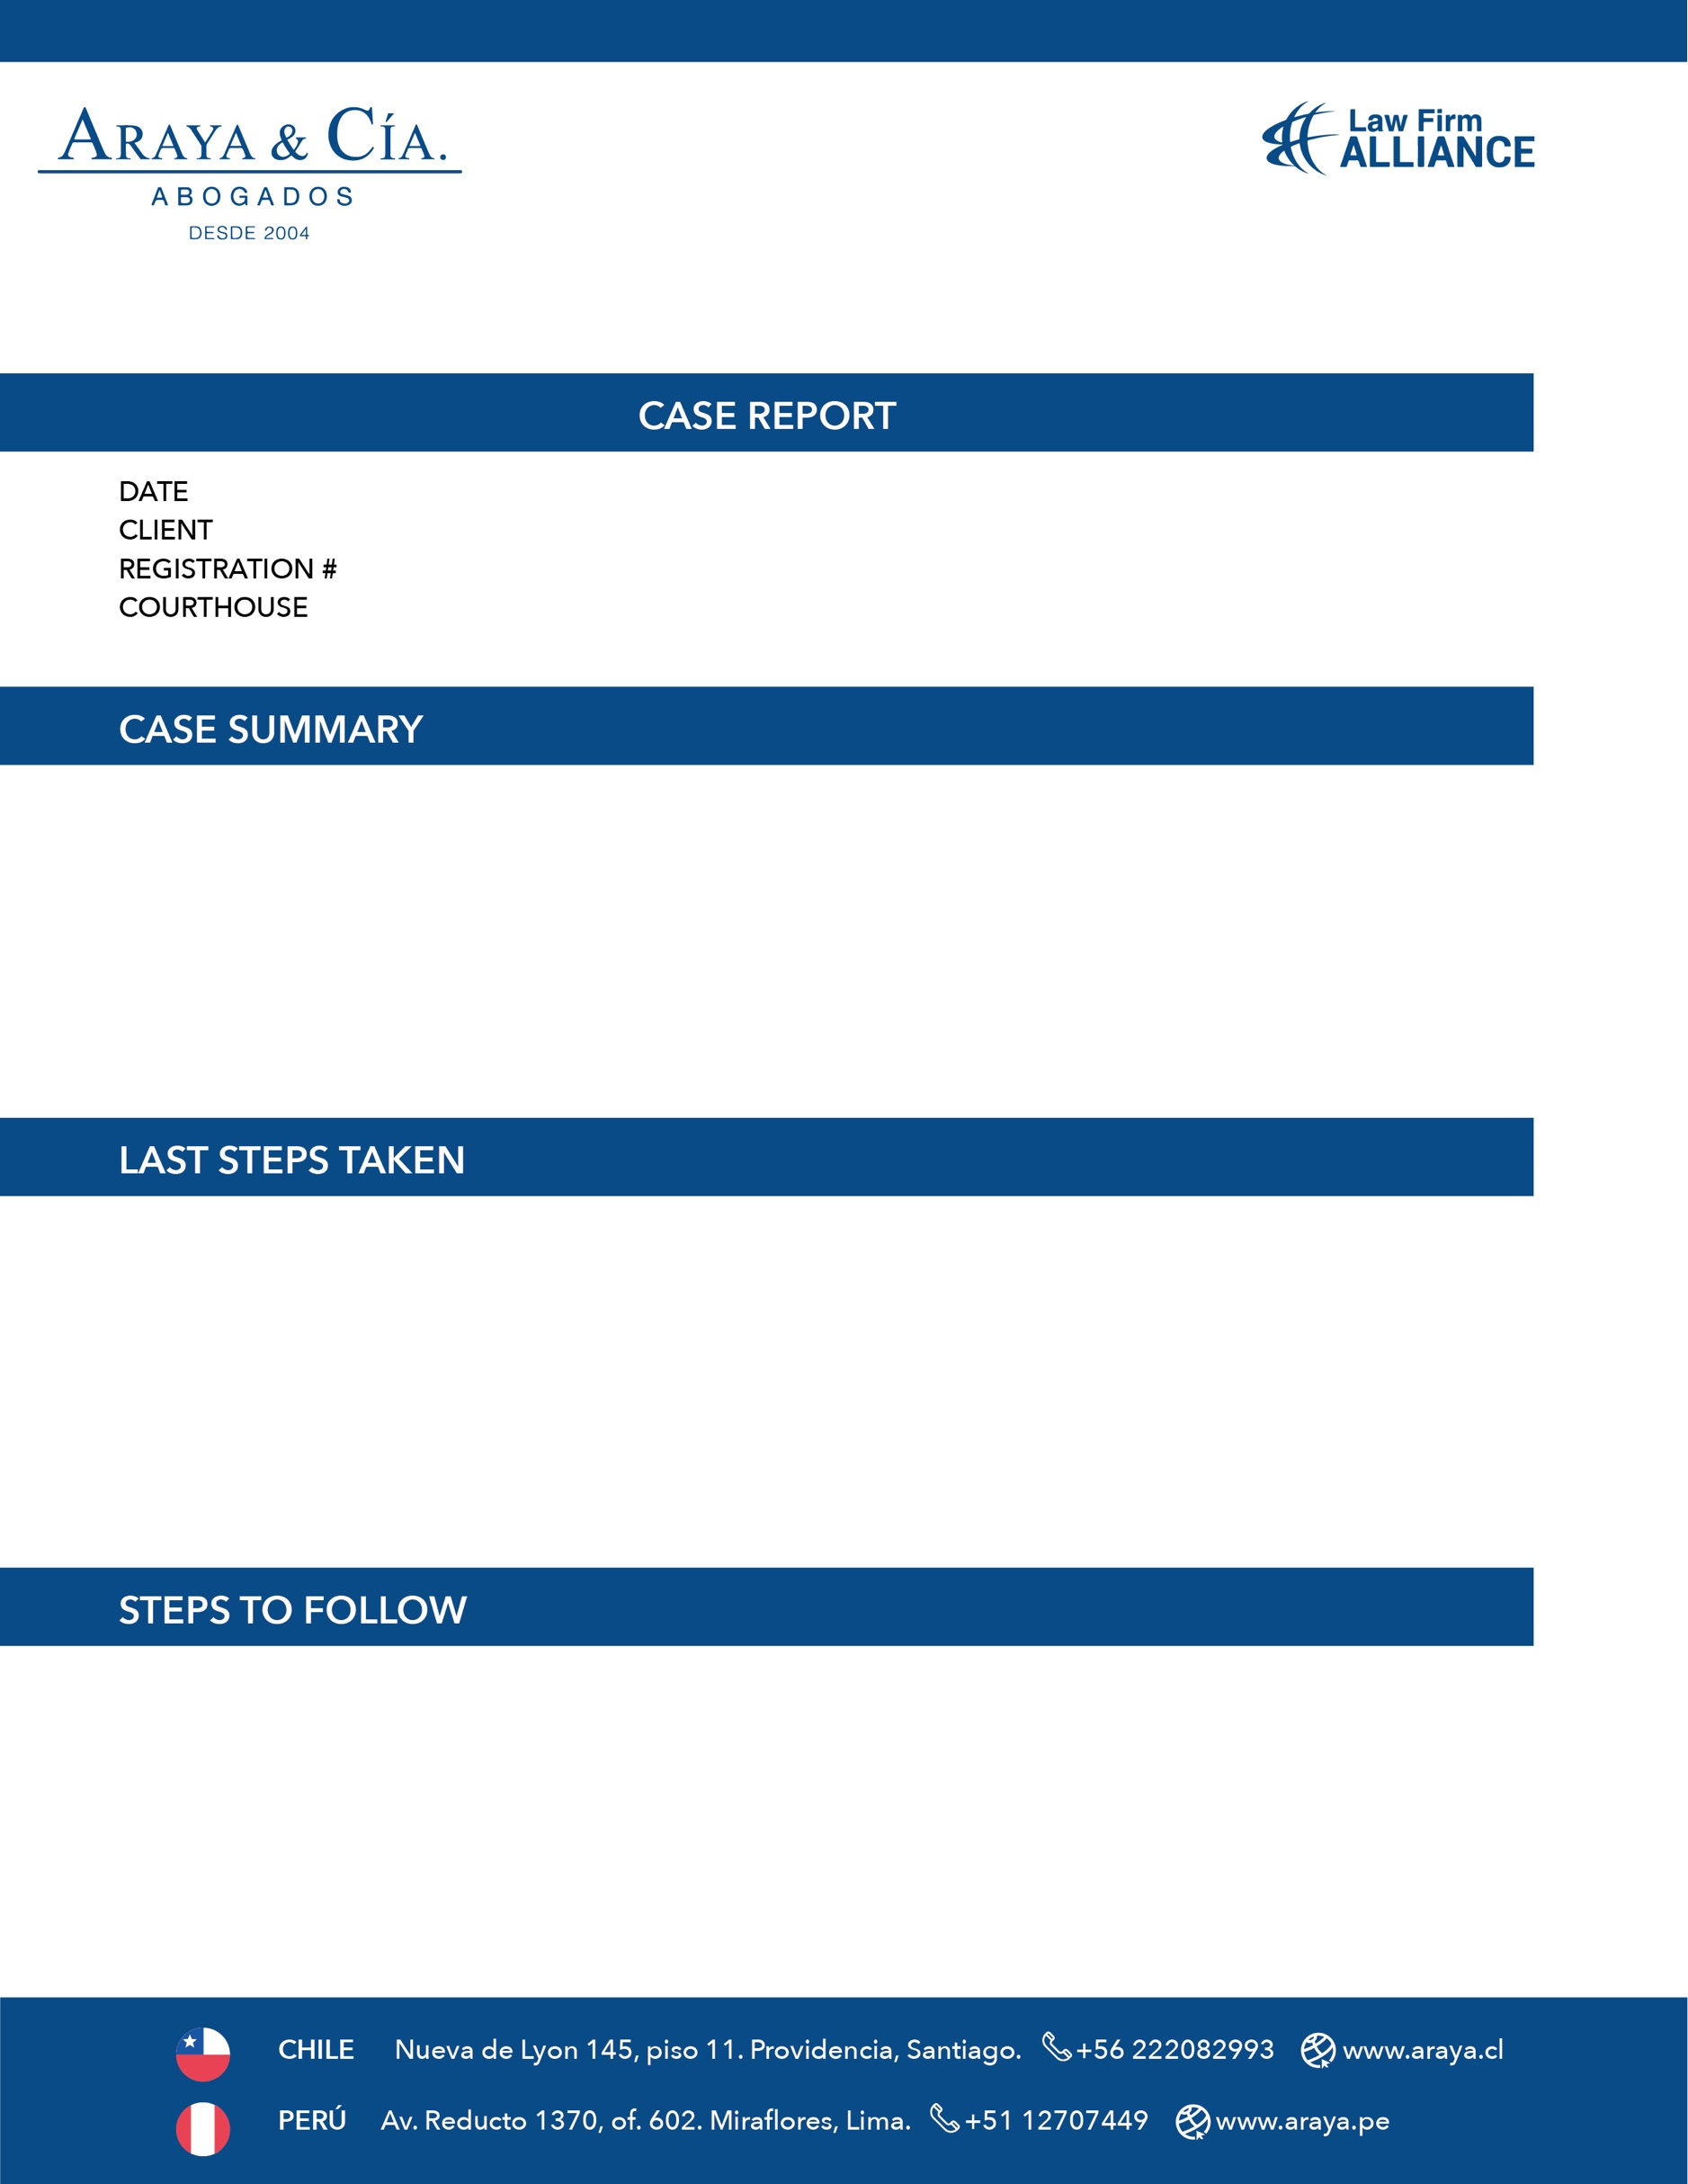 ARAYA & CÍA.
ABOGADOS
DESDE 2004
Law Firm
ALLIANCE
CASE REPORT
DATE
CLIENT
REGISTRATION #
COURTHOUSE
CASE SUMMARY
LAST STEPS TAKEN
STEPS TO FOLLOW
CHILE Nueva de Lyon 145, piso 11. Providencia, Santiago. +56 222082993 www.araya.cl
PERÚ Av. Reducto 1370, of. 602. Miraflores, Lima. +51 12707449 www.araya.pe